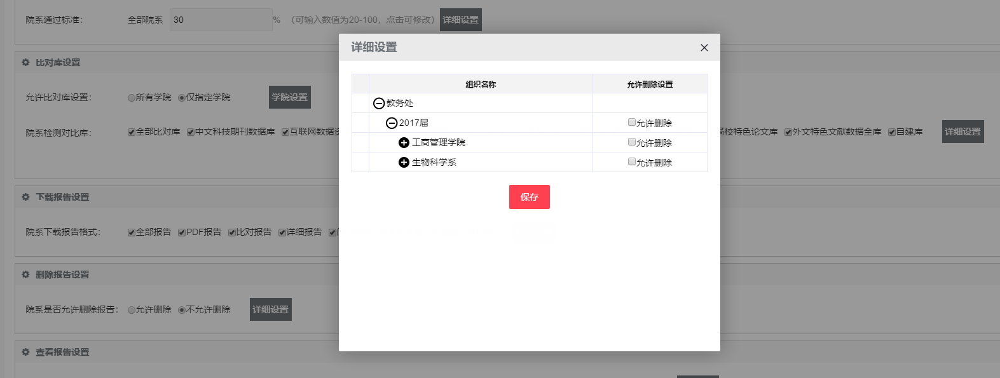 院系通过标准： 全部院系 30 % （可输入数值为20-100，点击可修改） 详细设置
详细设置
比对库设置
组织名称 允许删除设置
允许比对库设置： 所有学院 仅指定学院 学院设置
教务处
2017届 允许删除
院系检测对比库： 全部比对库 中文科技期刊数据库 互联网数据 高校特色论文库 外文特色文献数据全库 自建库 详细设置
工商管理学院 允许删除
生物科学系 允许删除
下载报告设置
保存
院系下载报告格式： 全部报告 PDF报告 比对报告 详细报告
删除报告设置
院系是否允许删除报告： 允许删除 不允许删除 详细设置
查看报告设置